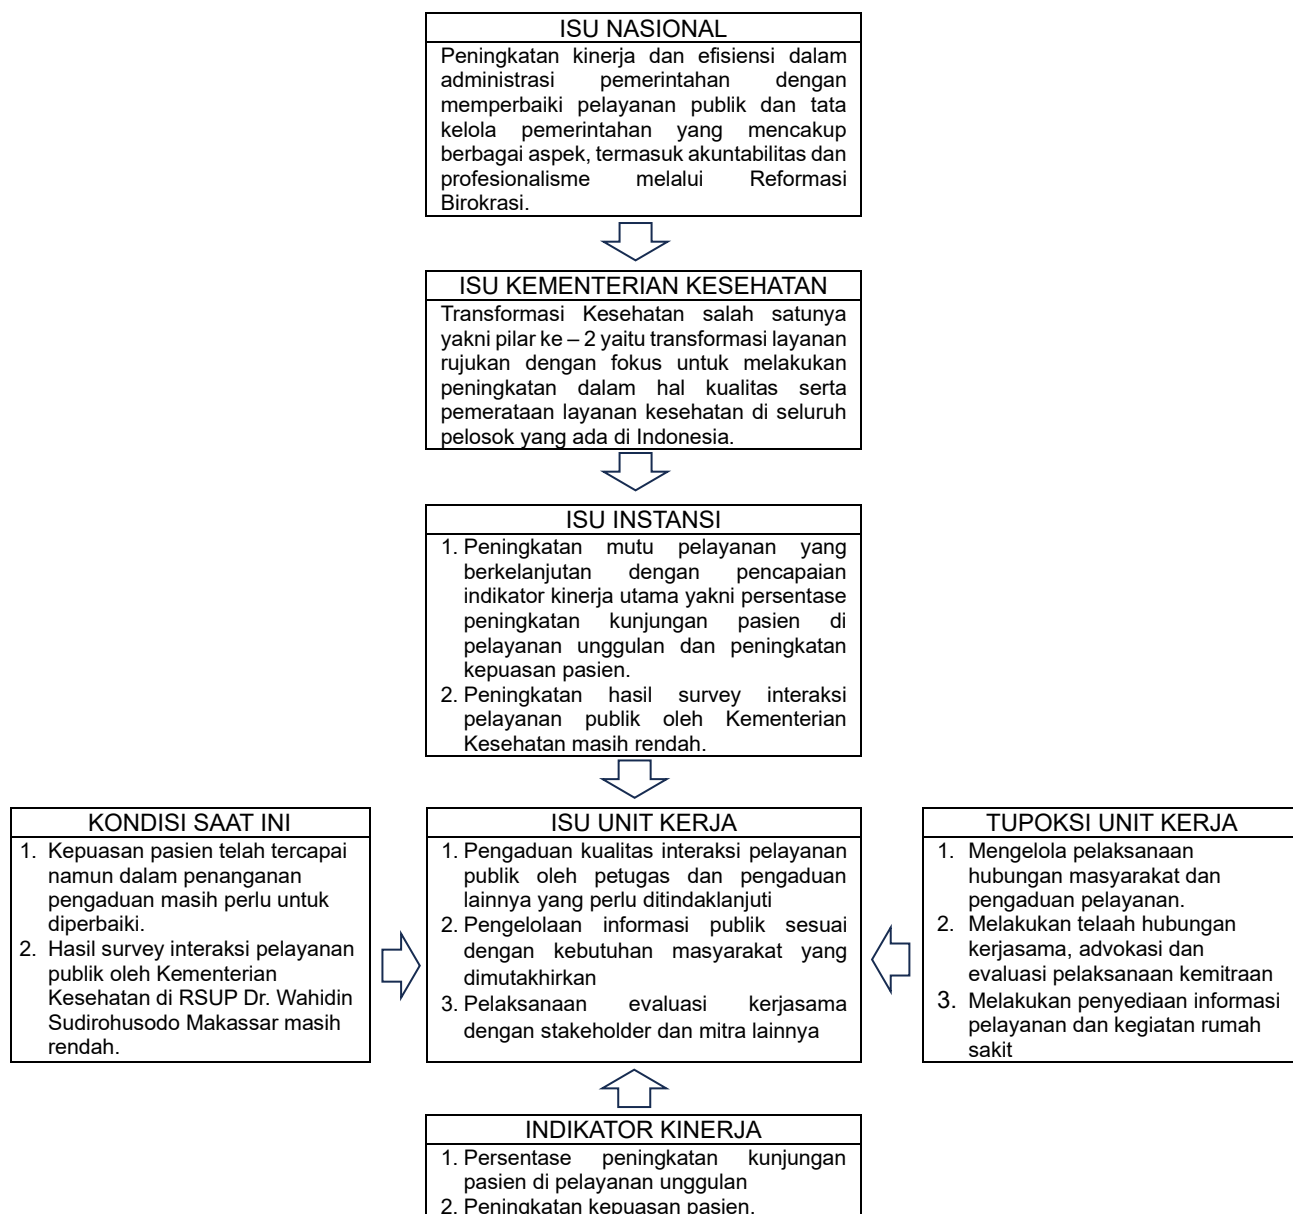 ISU NASIONAL
Peningkatan kinerja dan efisiensi dalam
administrasi pemerintahan dengan
memperbaiki pelayanan publik dan tata
kelola pemerintahan yang mencakup
berbagai aspek, termasuk akuntabilitas dan
profesionalisme melalui Reformasi
Birokrasi.
ISU KEMENTERIAN KESEHATAN
Transformasi Kesehatan salah satunya
yakni pilar ke – 2 yaitu transformasi layanan
rujukan dengan fokus untuk melakukan
peningkatan dalam hal kualitas serta
pemerataan layanan kesehatan di seluruh
pelosok yang ada di Indonesia.
ISU INSTANSI
1. Peningkatan mutu pelayanan yang
berkelanjutan dengan pencapaian
indikator kinerja utama yakni persentase
peningkatan kunjungan pasien di
pelayanan unggulan dan peningkatan
kepuasan pasien.
2. Peningkatan hasil survey interaksi
pelayanan publik oleh Kementerian
Kesehatan masih rendah.
KONDISI SAAT INI
1. Kepuasan pasien telah tercapai
namun dalam penanganan
pengaduan masih perlu untuk
diperbaiki.
2. Hasil survey interaksi pelayanan
publik oleh Kementerian
Kesehatan di RSUP Dr. Wahidin
Sudirohusodo Makassar masih
rendah.
ISU UNIT KERJA
1. Pengaduan kualitas interaksi pelayanan
publik oleh petugas dan pengaduan
lainnya yang perlu ditindaklanjuti
2. Pengelolaan informasi publik sesuai
dengan kebutuhan masyarakat yang
dimutakhirkan
3. Pelaksanaan evaluasi kerjasama
dengan stakeholder dan mitra lainnya
TUPOKSI UNIT KERJA
1. Mengelola pelaksanaan
hubungan masyarakat dan
pengaduan pelayanan.
2. Melakukan telaah hubungan
kerjasama, advokasi dan
evaluasi pelaksanaan kemitraan
3. Melakukan penyediaan informasi
pelayanan dan kegiatan rumah
sakit
INDIKATOR KINERJA
1. Persentase peningkatan kunjungan
pasien di pelayanan unggulan
2. Peningkatan kepuasan pasien.